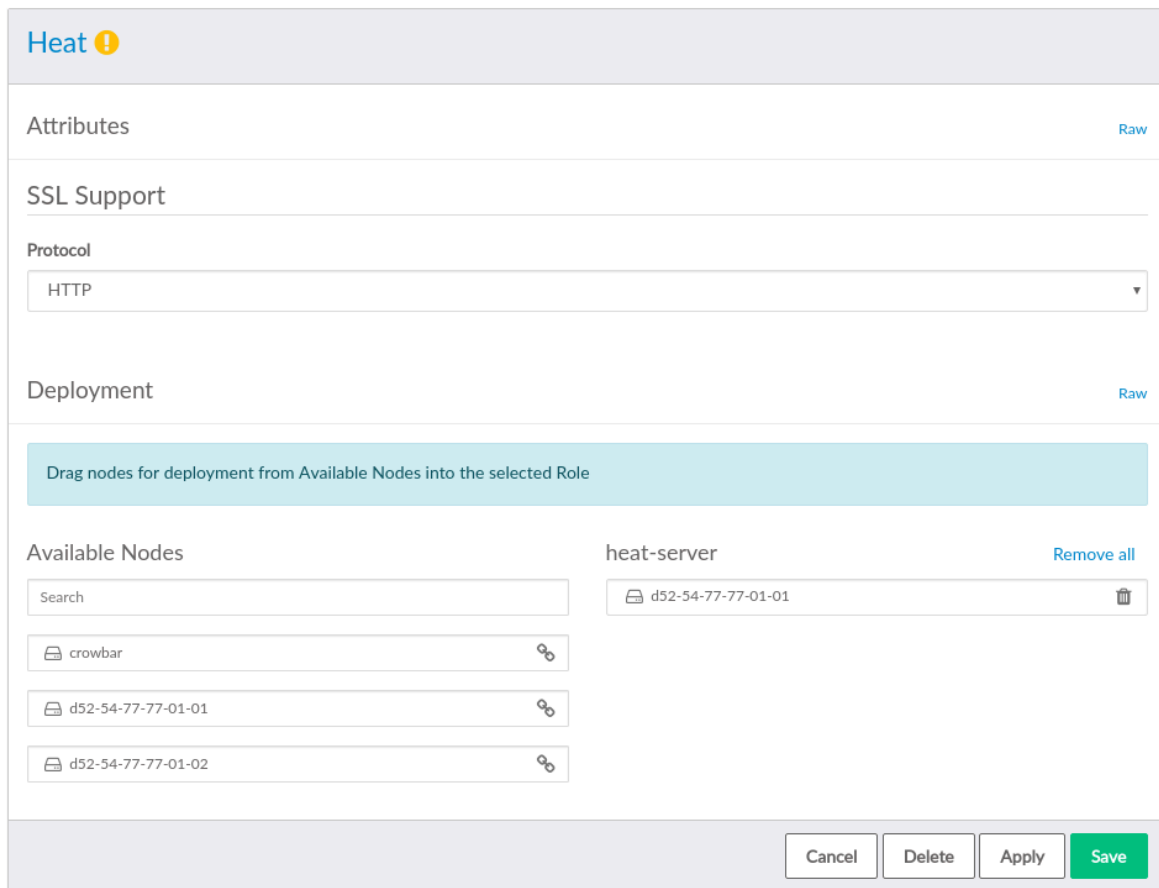 Heat
Attributes
Raw
SSL Support
Protocol
HTTP
Deployment
Raw
Drag nodes for deployment from Available Nodes into the selected Role
Available Nodes
heat-server
Remove all
Search
d52-54-77-77-01-01
crowbar
d52-54-77-77-01-01
d52-54-77-77-01-02
Cancel
Delete
Apply
Save